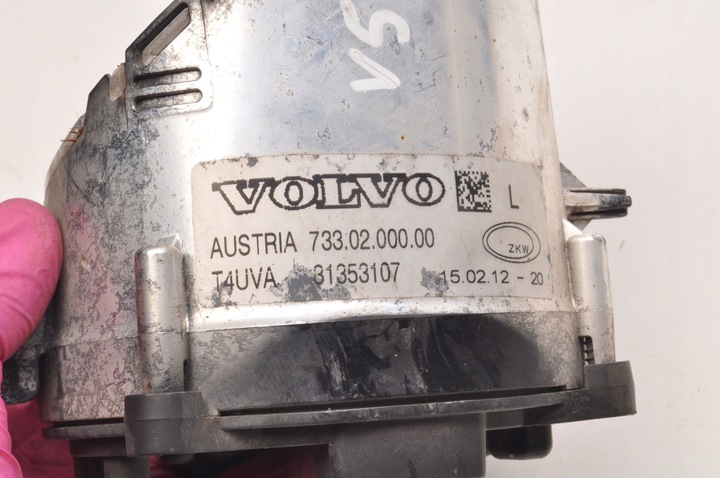 V5
VOLVO L
AUSTRIA 733.02.000.00 ZKW
T4UVA 31353107 15.02.12 - 20